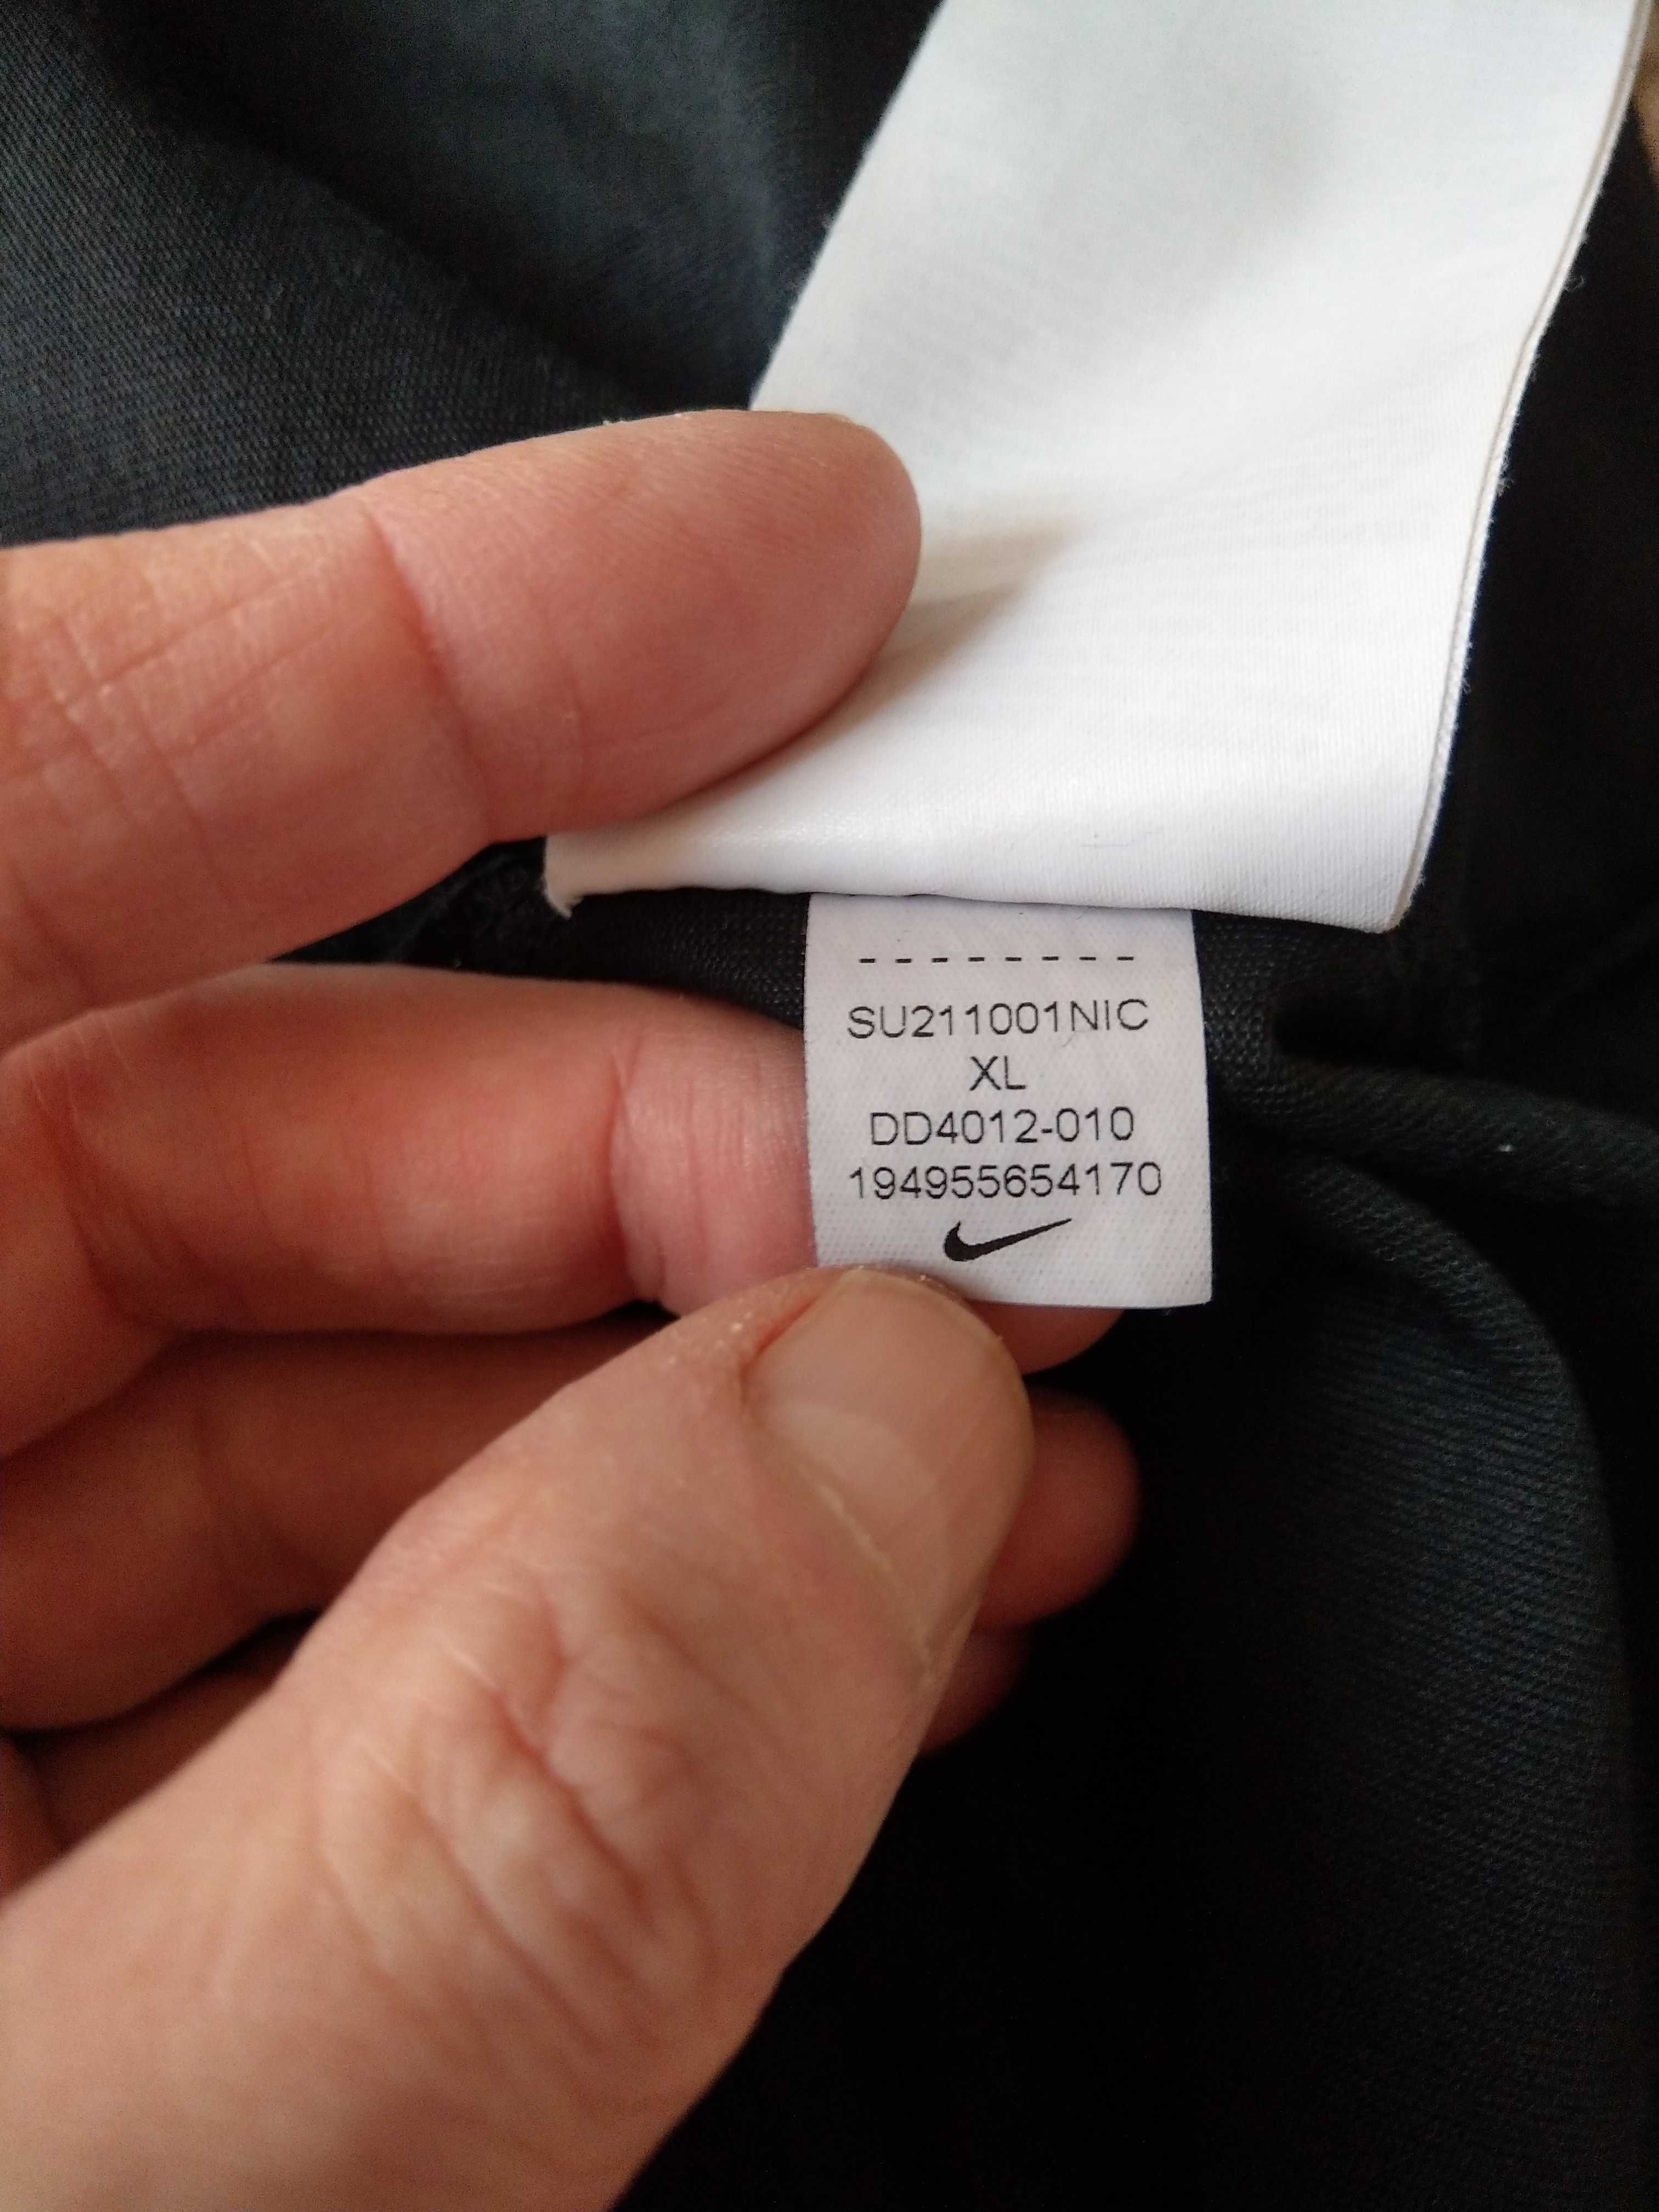 --------
SU211001NIC
XL
DD4012-010
194955654170